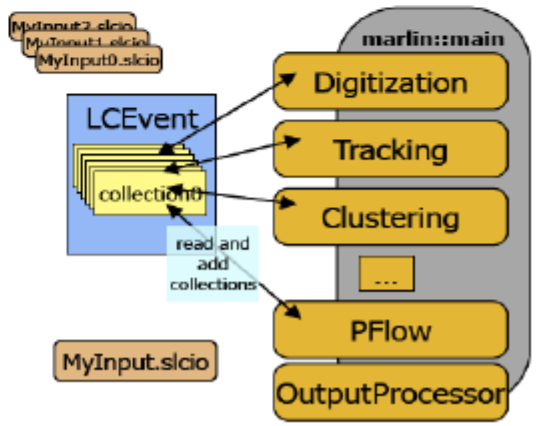 MyInput2.slcio
MyInput1.slcio
MyInput0.slcio
marlin::main
Digitization
LCEvent
Tracking
collection0
Clustering
read and
add
collections
...
PFlow
MyInput.slcio
OutputProcessor